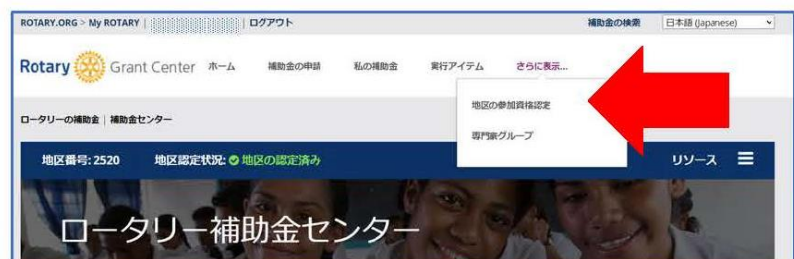 ROTARY.ORG > My ROTARY | | ログアウト 補助金の検索 日本語 (Japanese)
Rotary Grant Center ホーム 補助金の申請 私の補助金 実行アイテム さらに表示...
地区の参加資格認定
ロータリーの補助金 | 補助金センター
専門家グループ
地区番号: 2520 地区認定状況: 地区の認定済み リソース
ロータリー補助金センター